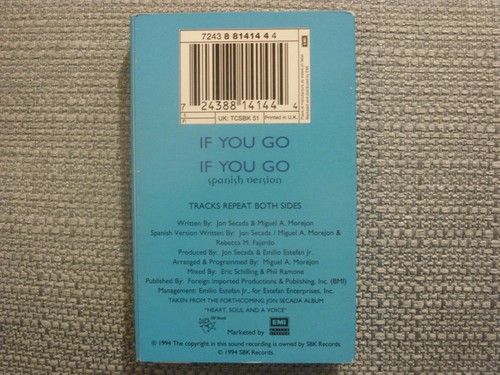 7243 8 81414 4 4
7 24388 14144 4
UK: TCSBK 51 Printed in U.K.
EMI
IF YOU GO
IF YOU GO
spanish version
TRACKS REPEAT BOTH SIDES
Written By: Jon Secada & Miguel A. Morejon
Spanish Version Written By: Jon Secada / Miguel A. Morejon &
Rebecca M. Fajardo
Produced By: Jon Secada & Emilio Estefan Jr.
Arranged & Programmed By: Miguel A. Morejon
Mixed By: Eric Schilling & Phil Ramone
Published By: Foreign Imported Productions & Publishing, Inc. (BMI)
Management: Emilio Estefan Jr., for Estefan Enterprises, Inc.
TAKEN FROM THE FORTHCOMING JON SECADA ALBUM
"HEART, SOUL AND A VOICE"
Marketed by EMI
℗ 1994 The copyright in this sound recording is owned by SBK Records.
© 1994 SBK Records.